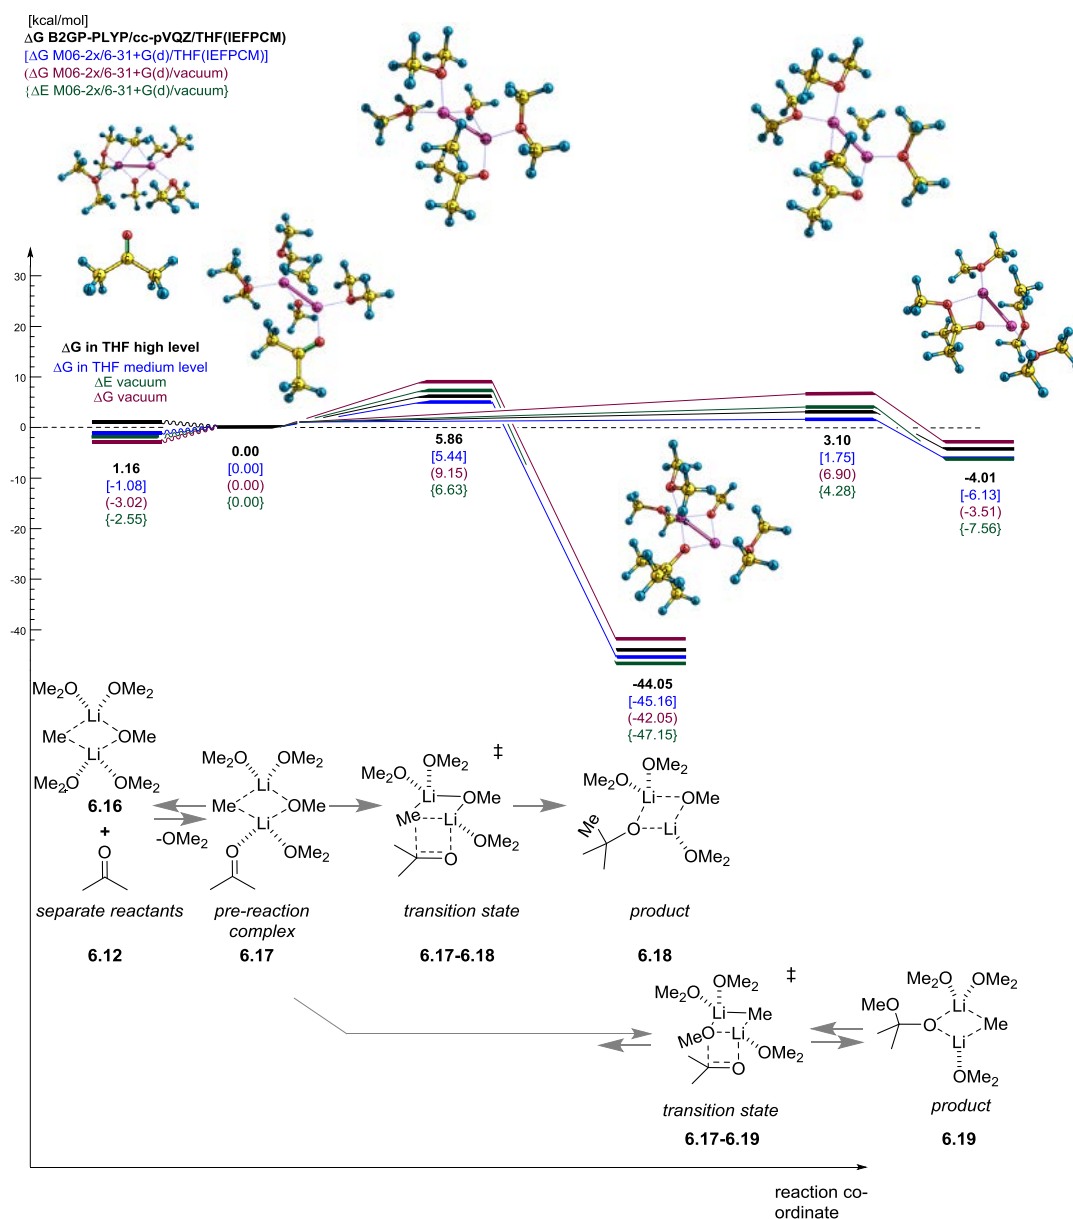 [kcal/mol]
ΔG B2GP-PLYP/cc-pVQZ/THF(IEFPCM)
[ΔG M06-2x/6-31+G(d)/THF(IEFPCM)]
(ΔG M06-2x/6-31+G(d)/vacuum)
{ΔE M06-2x/6-31+G(d)/vacuum}
30
20
10
0
-10
-20
-30
-40
ΔG in THF high level
ΔG in THF medium level
ΔE vacuum
ΔG vacuum
1.16
[-1.08]
(-3.02)
{-2.55}
0.00
[0.00]
(0.00)
{0.00}
5.86
[5.44]
(9.15)
{6.63}
3.10
[1.75]
(6.90)
{4.28}
-4.01
[-6.13]
(-3.51)
{-7.56}
-44.05
[-45.16]
(-42.05)
{-47.15}
Me2O OMe2
Li
Me OMe
Li
Me2O OMe2
6.16
+
O
separate reactants
6.12
-OMe2
Me2O OMe2
Li
Me OMe
Li
O OMe2
pre-reaction
complex
6.17
‡
OMe2
Me2O
Li OMe
Me Li
OMe2
O
transition state
6.17-6.18
OMe2
Me2O
Li OMe
Me
O Li
OMe2
product
6.18
‡
OMe2
Me2O
Li Me
MeO Li
OMe2
O
transition state
6.17-6.19
Me2O OMe2
MeO Li
O Me
Li
OMe2
product
6.19
reaction co-
ordinate